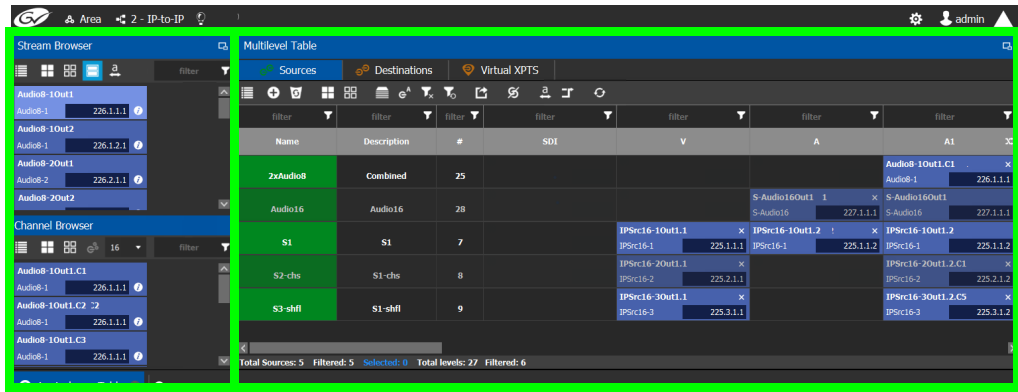 GV Area 2 - IP-to-IP admin
Stream Browser
filter
Audio8-1Out1
Audio8-1 226.1.1.1
Audio8-1Out2
Audio8-1 226.1.2.1
Audio8-2Out1
Audio8-2 226.2.1.1
Audio8-2Out2
Channel Browser
16 filter
Audio8-1Out1.C1
Audio8-1 226.1.1.1
Audio8-1Out1.C2
Audio8-1 226.1.1.1
Audio8-1Out1.C3
Audio8-1 226.1.1.1
Multilevel Table
Sources Destinations Virtual XPTS
filter filter filter filter filter filter filter
Name Description # SDI V A A1
2xAudio8 Combined 25 Audio8-1Out1.C1 x
Audio8-1 226.1.1.1
Audio16 Audio16 28 S-Audio16Out1 1 x S-Audio16Out1
S-Audio16 227.1.1.1 S-Audio16 227.1.1.1
S1 S1 7 IPSrc16-1Out1.1 x IPSrc16-1Out1.2 x IPSrc16-1Out1.2
IPSrc16-1 225.1.1.1 IPSrc16-1 225.1.1.2 IPSrc16-1 225.1.1.2
S2-chs S1-chs 8 IPSrc16-2Out1.1 x IPSrc16-2Out1.2.C1 x
IPSrc16-2 225.2.1.1 IPSrc16-2 225.2.1.2
S3-shfl S1-shfl 9 IPSrc16-3Out1.1 x IPSrc16-3Out1.2.C5 x
IPSrc16-3 225.3.1.1 IPSrc16-3 225.3.1.2
Total Sources: 5 Filtered: 5 Selected: 0 Total levels: 27 Filtered: 6